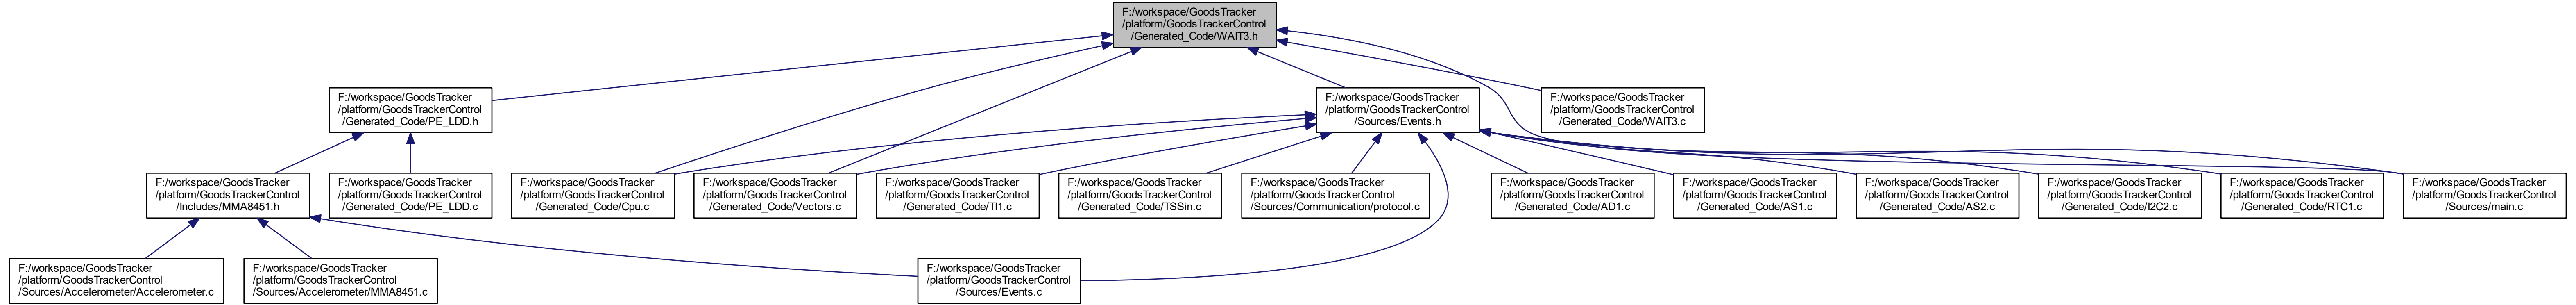 F:/workspace/GoodsTracker
/platform/GoodsTrackerControl
/Generated_Code/WAIT3.h
F:/workspace/GoodsTracker
/platform/GoodsTrackerControl
/Generated_Code/PE_LDD.h
F:/workspace/GoodsTracker
/platform/GoodsTrackerControl
/Sources/Events.h
F:/workspace/GoodsTracker
/platform/GoodsTrackerControl
/Generated_Code/WAIT3.c
F:/workspace/GoodsTracker
/platform/GoodsTrackerControl
/Includes/MMA8451.h
F:/workspace/GoodsTracker
/platform/GoodsTrackerControl
/Generated_Code/PE_LDD.c
F:/workspace/GoodsTracker
/platform/GoodsTrackerControl
/Generated_Code/Cpu.c
F:/workspace/GoodsTracker
/platform/GoodsTrackerControl
/Generated_Code/Vectors.c
F:/workspace/GoodsTracker
/platform/GoodsTrackerControl
/Generated_Code/TI1.c
F:/workspace/GoodsTracker
/platform/GoodsTrackerControl
/Generated_Code/TSSin.c
F:/workspace/GoodsTracker
/platform/GoodsTrackerControl
/Sources/Communication/protocol.c
F:/workspace/GoodsTracker
/platform/GoodsTrackerControl
/Generated_Code/AD1.c
F:/workspace/GoodsTracker
/platform/GoodsTrackerControl
/Generated_Code/AS1.c
F:/workspace/GoodsTracker
/platform/GoodsTrackerControl
/Generated_Code/AS2.c
F:/workspace/GoodsTracker
/platform/GoodsTrackerControl
/Generated_Code/I2C2.c
F:/workspace/GoodsTracker
/platform/GoodsTrackerControl
/Generated_Code/RTC1.c
F:/workspace/GoodsTracker
/platform/GoodsTrackerControl
/Sources/main.c
F:/workspace/GoodsTracker
/platform/GoodsTrackerControl
/Sources/Accelerometer/Accelerometer.c
F:/workspace/GoodsTracker
/platform/GoodsTrackerControl
/Sources/Accelerometer/MMA8451.c
F:/workspace/GoodsTracker
/platform/GoodsTrackerControl
/Sources/Events.c